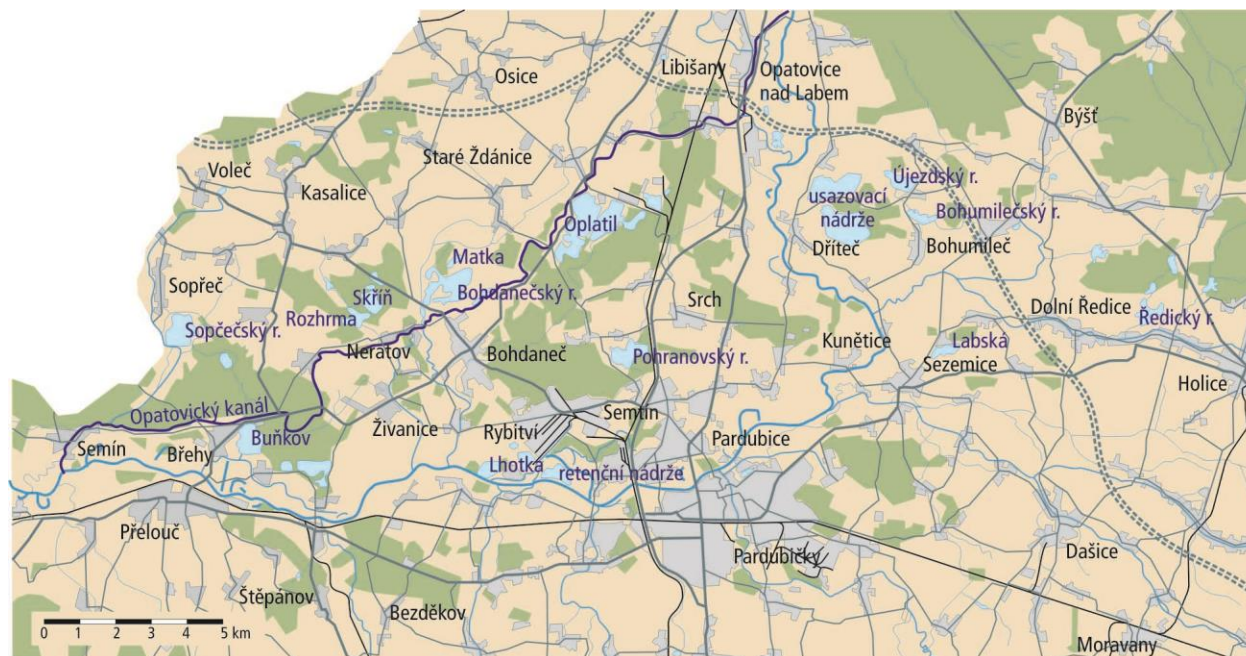 Libišany
Opatovice
nad Labem
Osice
Býšť
Voleč
Staré Ždánice
Kasalice
Újezdský r.
usazovací
nádrže
Bohumilečský r.
Oplatil
Dříteč
Bohumileč
Matka
Sopřeč
Skříň
Bohdanečský r.
Srch
Dolní Ředice
Ředický r.
Rozhrma
Sopčečský r.
Neratov
Bohdaneč
Pohranovský r.
Kunětice
Labská
Sezemice
Holice
Opatovický kanál
Semtín
Živanice
Rybitví
Pardubice
Semín
Břehy
Buňkov
Lhotka
retenční nádrže
Přelouč
Pardubičky
Dašice
Štěpánov
Bezděkov
0 1 2 3 4 5 km
Moravany